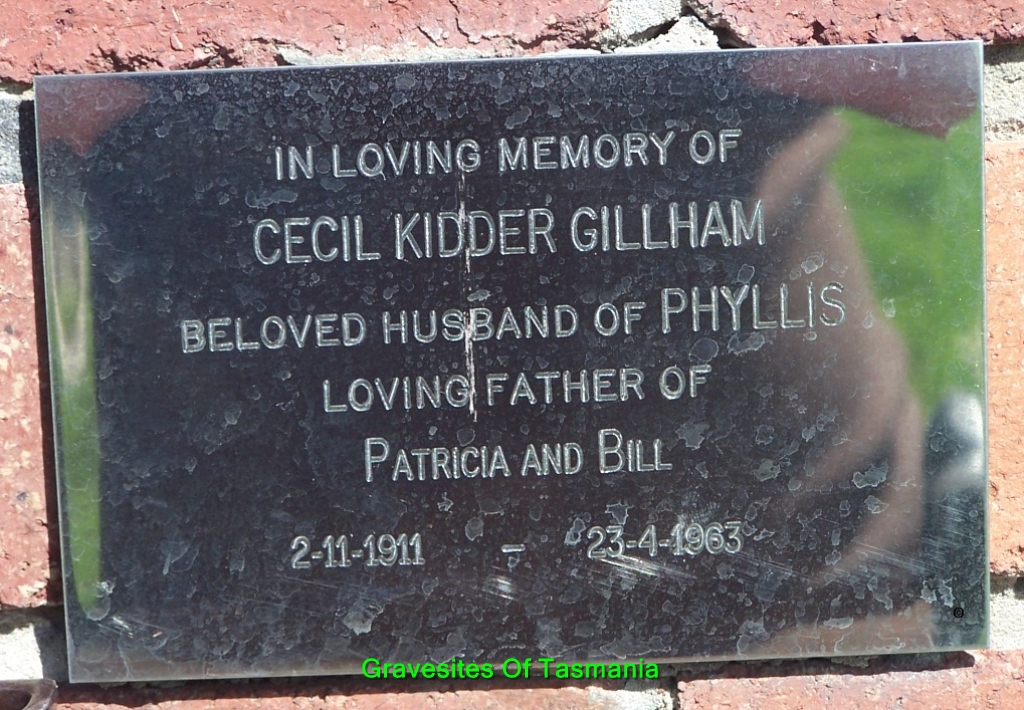 IN LOVING MEMORY OF
CECIL KIDDER GILLHAM
BELOVED HUSBAND OF PHYLLIS
LOVING FATHER OF
PATRICIA AND BILL
2-11-1911 - 23-4-1963
Gravesites Of Tasmania